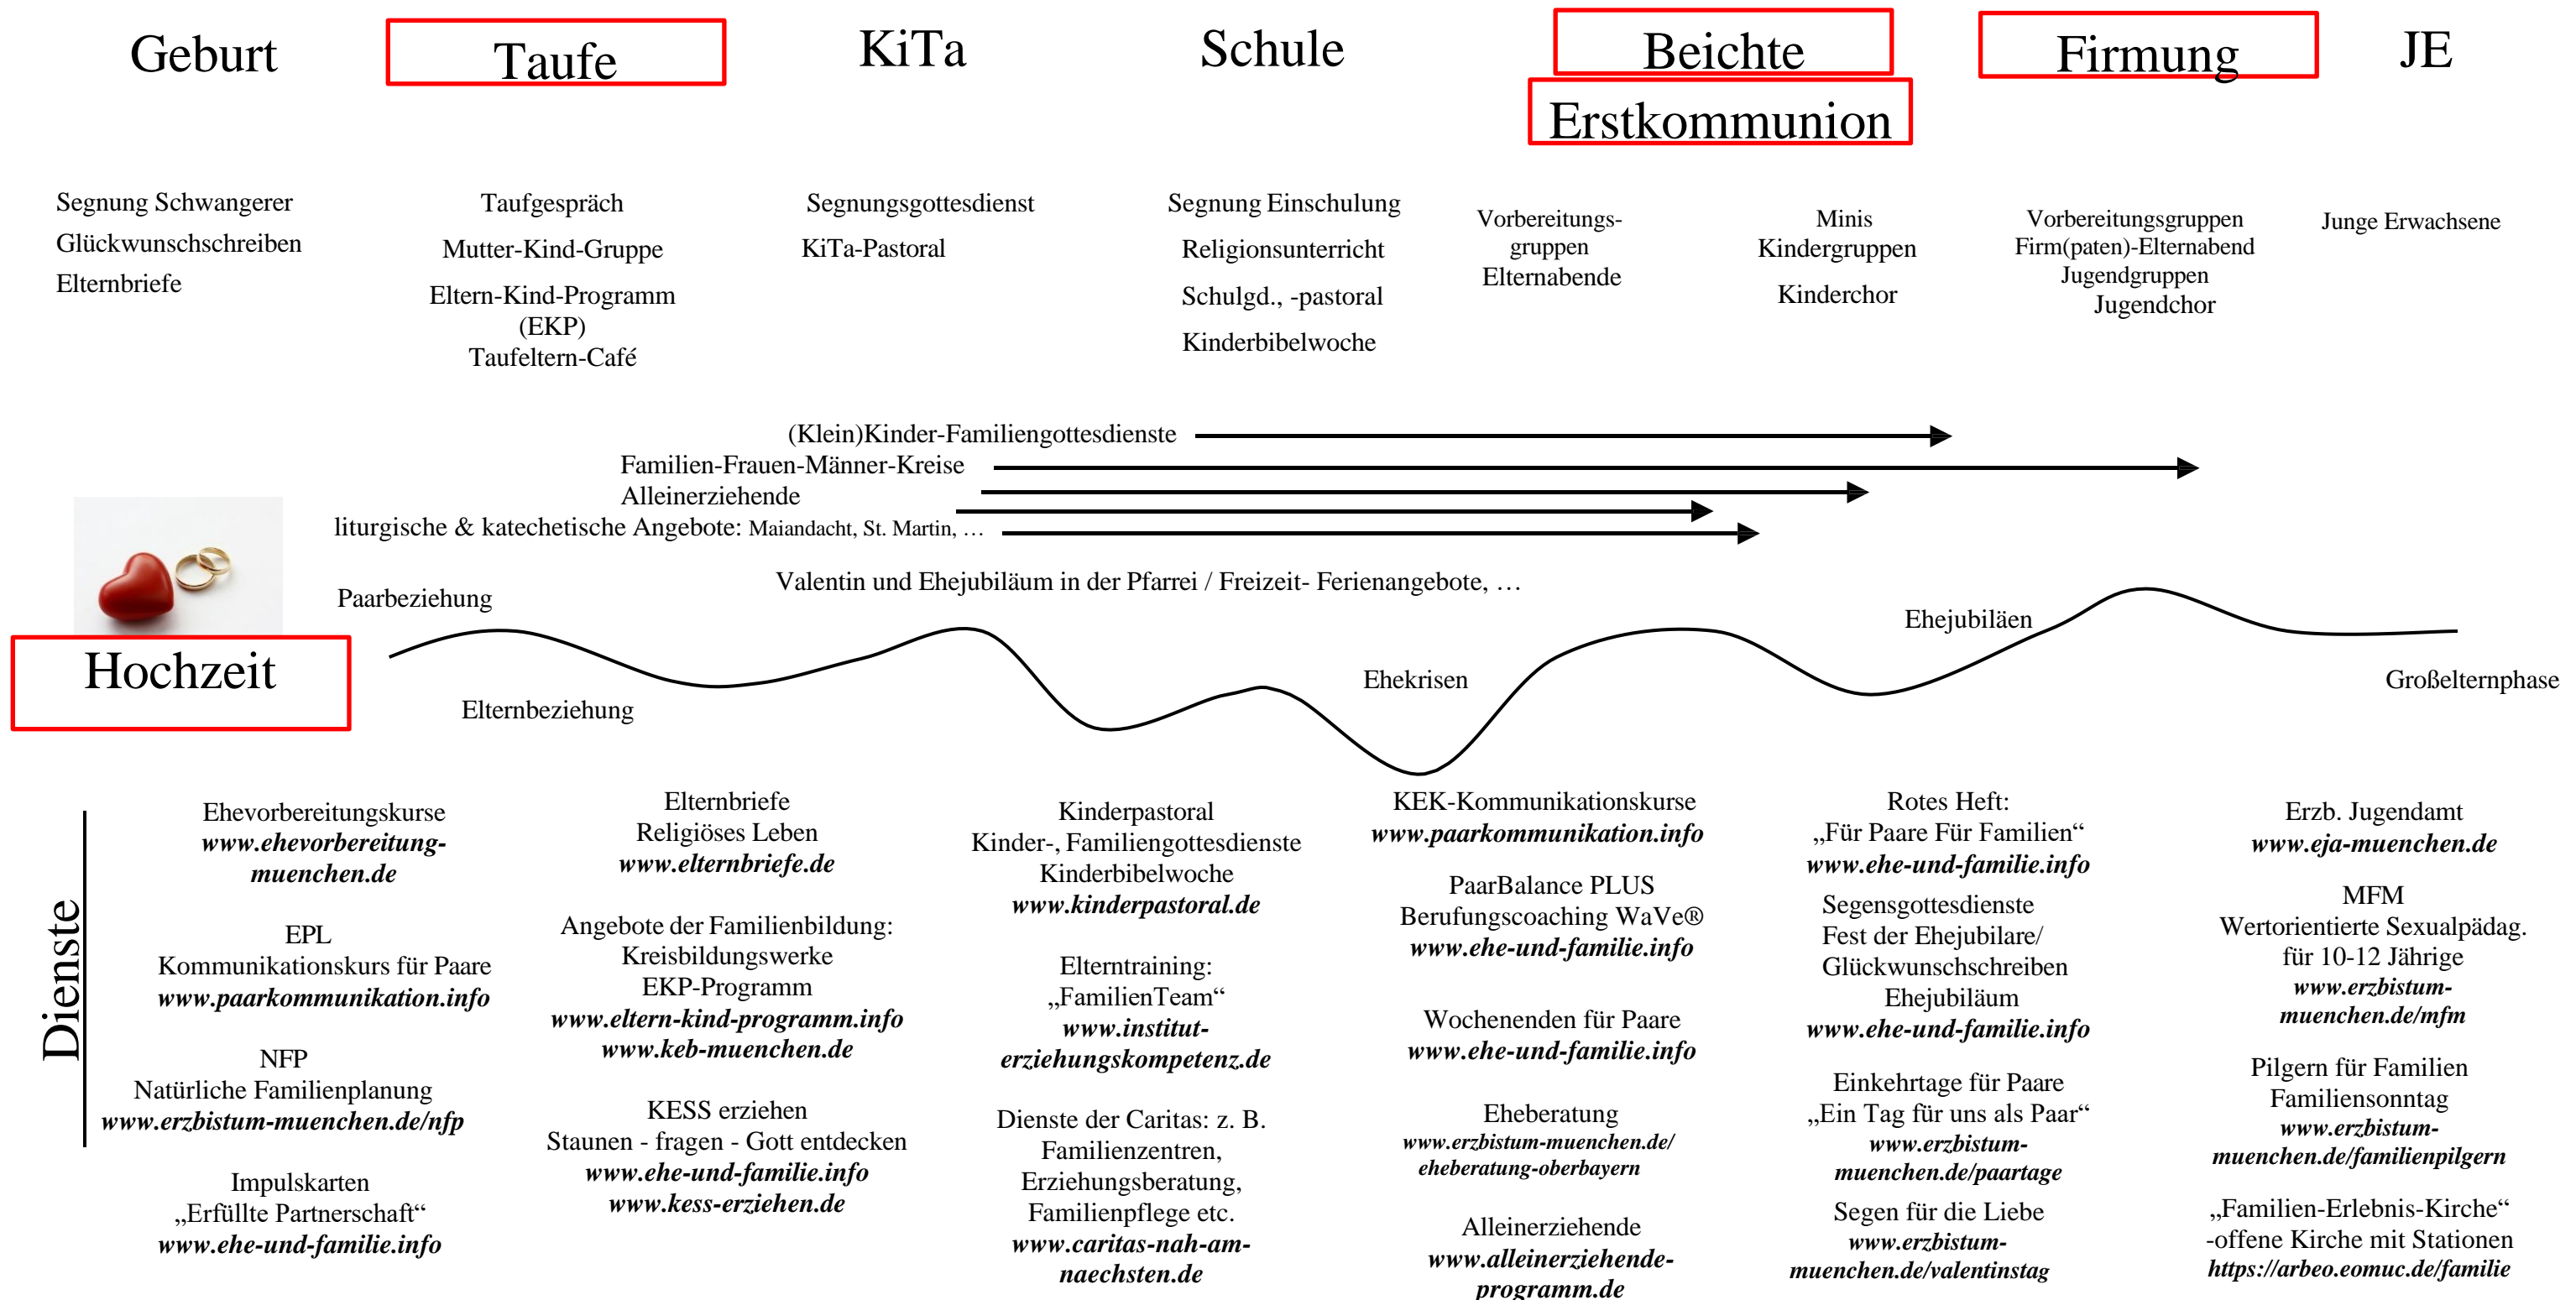 Geburt
Taufe
KiTa
Schule
Beichte
Erstkommunion
Firmung
JE
Segnung Schwangerer
Glückwunschschreiben
Elternbriefe
Taufgespräch
Mutter-Kind-Gruppe
Eltern-Kind-Programm
(EKP)
Taufeltern-Café
Segnungsgottesdienst
KiTa-Pastoral
Segnung Einschulung
Religionsunterricht
Schulgd., -pastoral
Kinderbibelwoche
Vorbereitungs-
gruppen
Elternabende
Minis
Kindergruppen
Kinderchor
Vorbereitungsgruppen
Firm(paten)-Elternabend
Jugendgruppen
Jugendchor
Junge Erwachsene
(Klein)Kinder-Familiengottesdienste
Familien-Frauen-Männer-Kreise
Alleinerziehende
liturgische & katechetische Angebote: Maiandacht, St. Martin, …
Valentin und Ehejubiläum in der Pfarrei / Freizeit- Ferienangebote, …
Hochzeit
Paarbeziehung
Elternbeziehung
Ehekrisen
Ehejubiläen
Großelternphase
Dienste
Ehevorbereitungskurse
www.ehevorbereitung-
muenchen.de
EPL
Kommunikationskurs für Paare
www.paarkommunikation.info
NFP
Natürliche Familienplanung
www.erzbistum-muenchen.de/nfp
Impulskarten
„Erfüllte Partnerschaft“
www.ehe-und-familie.info
Elternbriefe
Religiöses Leben
www.elternbriefe.de
Angebote der Familienbildung:
Kreisbildungswerke
EKP-Programm
www.eltern-kind-programm.info
www.keb-muenchen.de
KESS erziehen
Staunen - fragen - Gott entdecken
www.ehe-und-familie.info
www.kess-erziehen.de
Kinderpastoral
Kinder-, Familiengottesdienste
Kinderbibelwoche
www.kinderpastoral.de
Elterntraining:
„FamilienTeam“
www.institut-
erziehungskompetenz.de
Dienste der Caritas: z. B.
Familienzentren,
Erziehungsberatung,
Familienpflege etc.
www.caritas-nah-am-
naechsten.de
KEK-Kommunikationskurse
www.paarkommunikation.info
PaarBalance PLUS
Berufungscoaching WaVe®
www.ehe-und-familie.info
Wochenenden für Paare
www.ehe-und-familie.info
Eheberatung
www.erzbistum-muenchen.de/
eheberatung-oberbayern
Alleinerziehende
www.alleinerziehende-
programm.de
Rotes Heft:
„Für Paare Für Familien“
www.ehe-und-familie.info
Segensgottesdienste
Fest der Ehejubilare/
Glückwunschschreiben
Ehejubiläum
www.ehe-und-familie.info
Einkehrtage für Paare
„Ein Tag für uns als Paar“
www.erzbistum-
muenchen.de/paartage
Segen für die Liebe
www.erzbistum-
muenchen.de/valentinstag
Erzb. Jugendamt
www.eja-muenchen.de
MFM
Wertorientierte Sexualpädag.
für 10-12 Jährige
www.erzbistum-
muenchen.de/mfm
Pilgern für Familien
Familiensonntag
www.erzbistum-
muenchen.de/familienpilgern
„Familien-Erlebnis-Kirche“
-offene Kirche mit Stationen
https://arbeo.eomuc.de/familie